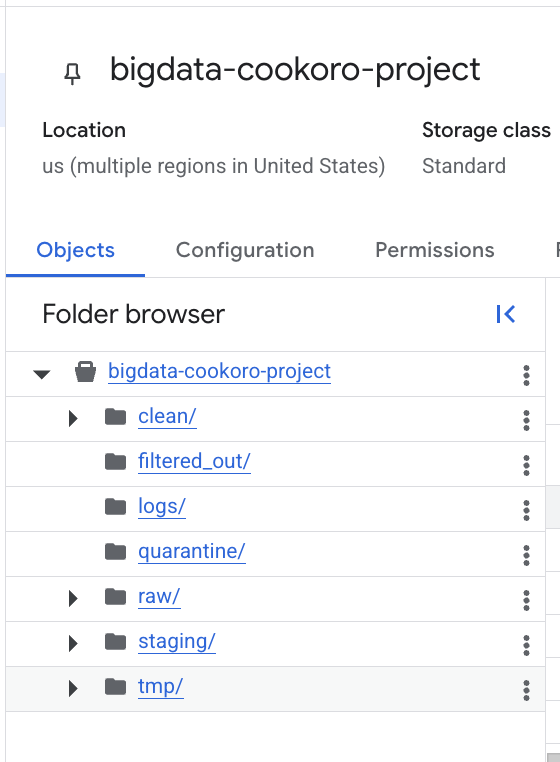 bigdata-cookoro-project
Location
Storage class
us (multiple regions in United States)
Standard
Objects
Configuration
Permissions
Folder browser
bigdata-cookoro-project
clean/
filtered_out/
logs/
quarantine/
raw/
staging/
tmp/